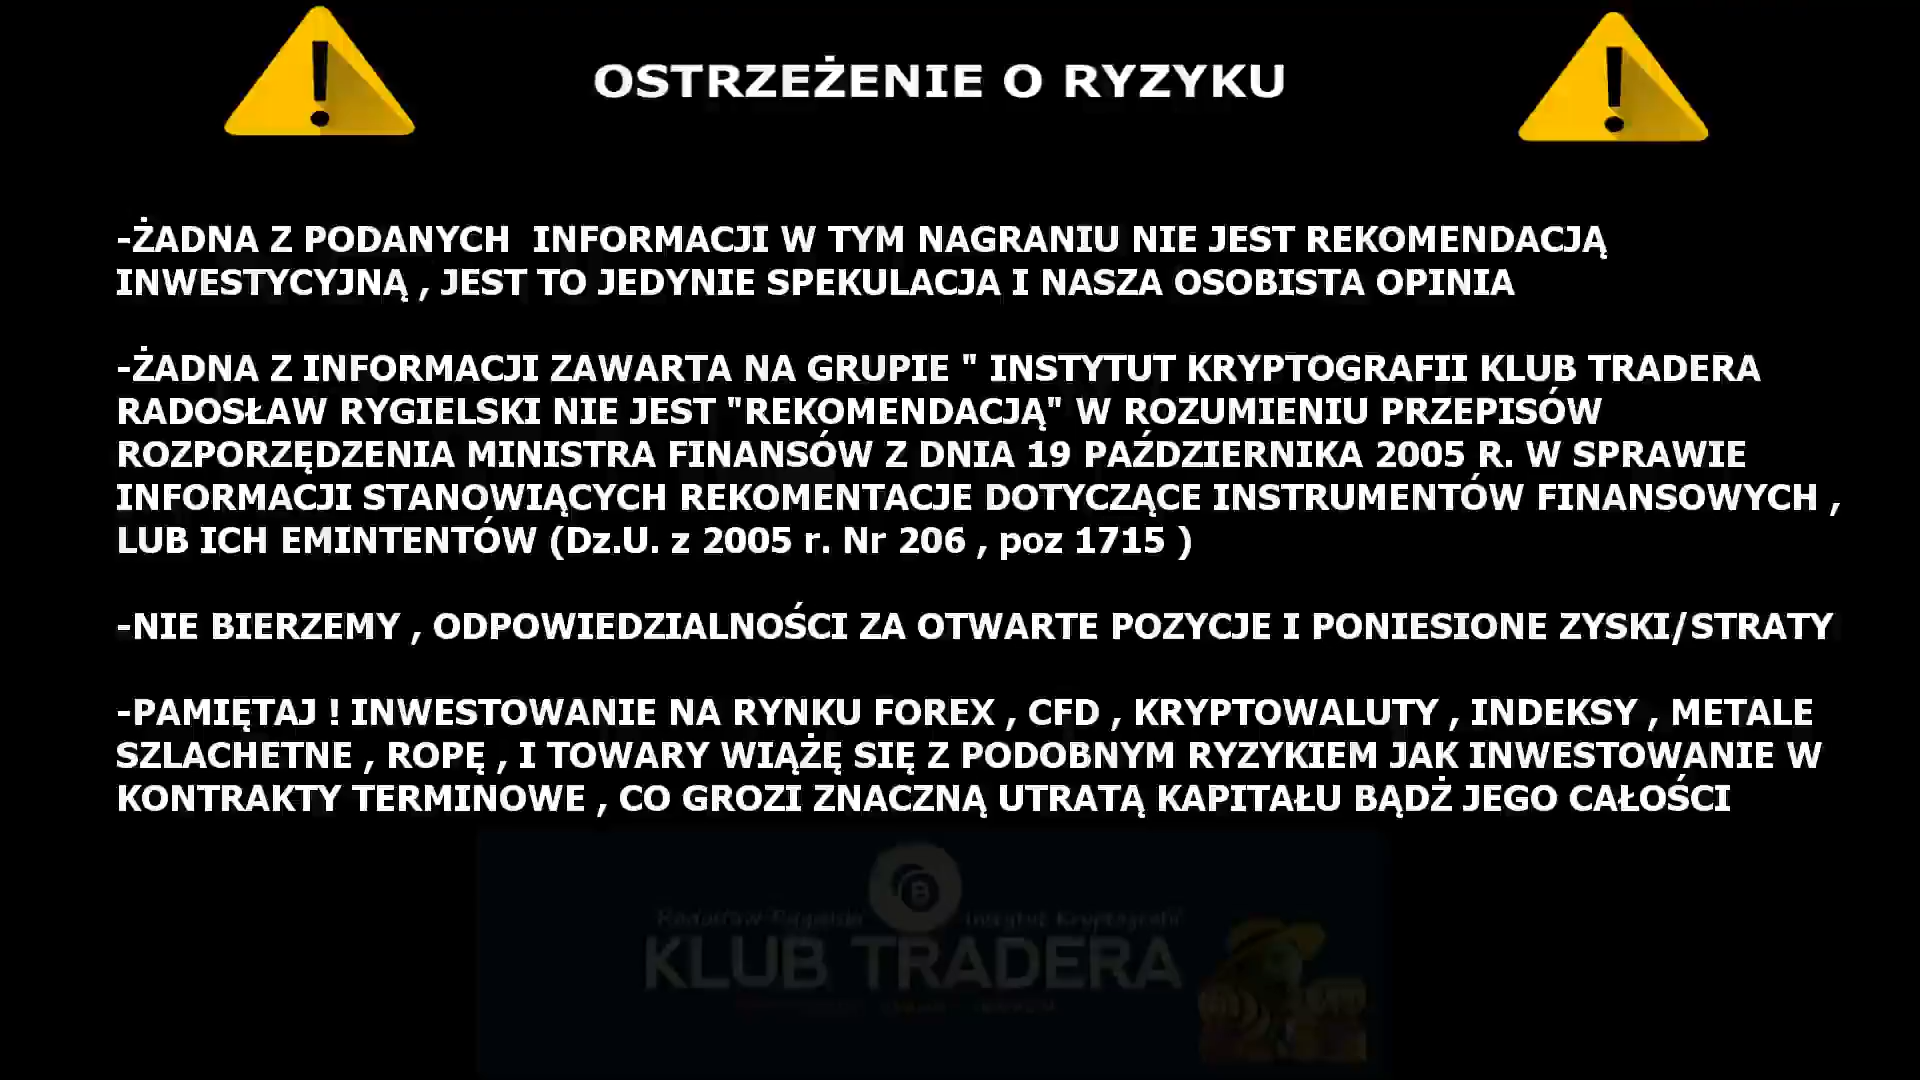 OSTRZEŻENIE O RYZYKU
-ŻADNA Z PODANYCH  INFORMACJI W TYM NAGRANIU NIE JEST REKOMENDACJĄ
INWESTYCYJNĄ , JEST TO JEDYNIE SPEKULACJA I NASZA OSOBISTA OPINIA
-ŻADNA Z INFORMACJI ZAWARTA NA GRUPIE " INSTYTUT KRYPTOGRAFII KLUB TRADERA
RADOSŁAW RYGIELSKI NIE JEST "REKOMENDACJĄ" W ROZUMIENIU PRZEPISÓW
ROZPORZĘDZENIA MINISTRA FINANSÓW Z DNIA 19 PAŹDZIERNIKA 2005 R. W SPRAWIE
INFORMACJI STANOWIĄCYCH REKOMENTACJE DOTYCZĄCE INSTRUMENTÓW FINANSOWYCH ,
LUB ICH EMINTENTÓW (Dz.U. z 2005 r. Nr 206 , poz 1715 )
-NIE BIERZEMY , ODPOWIEDZIALNOŚCI ZA OTWARTE POZYCJE I PONIESIONE ZYSKI/STRATY
-PAMIĘTAJ ! INWESTOWANIE NA RYNKU FOREX , CFD , KRYPTOWALUTY , INDEKSY , METALE
SZLACHETNE , ROPĘ , I TOWARY WIĄŻĘ SIĘ Z PODOBNYM RYZYKIEM JAK INWESTOWANIE W
KONTRAKTY TERMINOWE , CO GROZI ZNACZNĄ UTRATĄ KAPITAŁU BĄDŻ JEGO CAŁOŚCI
Radosław Rygielski Instytut Kryptografii
KLUB TRADERA